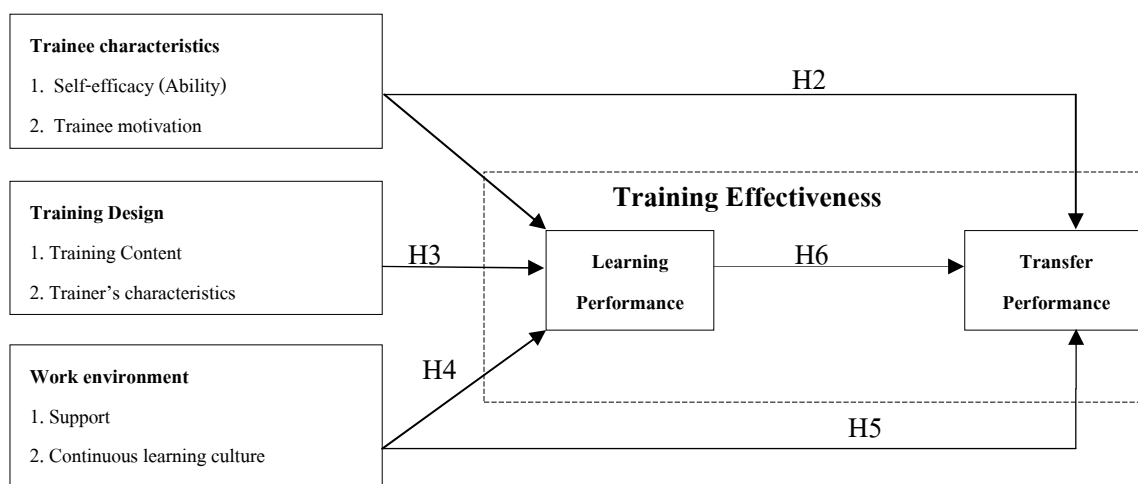 Trainee characteristics
1. Self-efficacy (Ability)
2. Trainee motivation
H2
Training Effectiveness
Training Design
1. Training Content
2. Trainer's characteristics
H3
Learning
Performance
H6
Transfer
Performance
Work environment
1. Support
2. Continuous learning culture
H4
H5